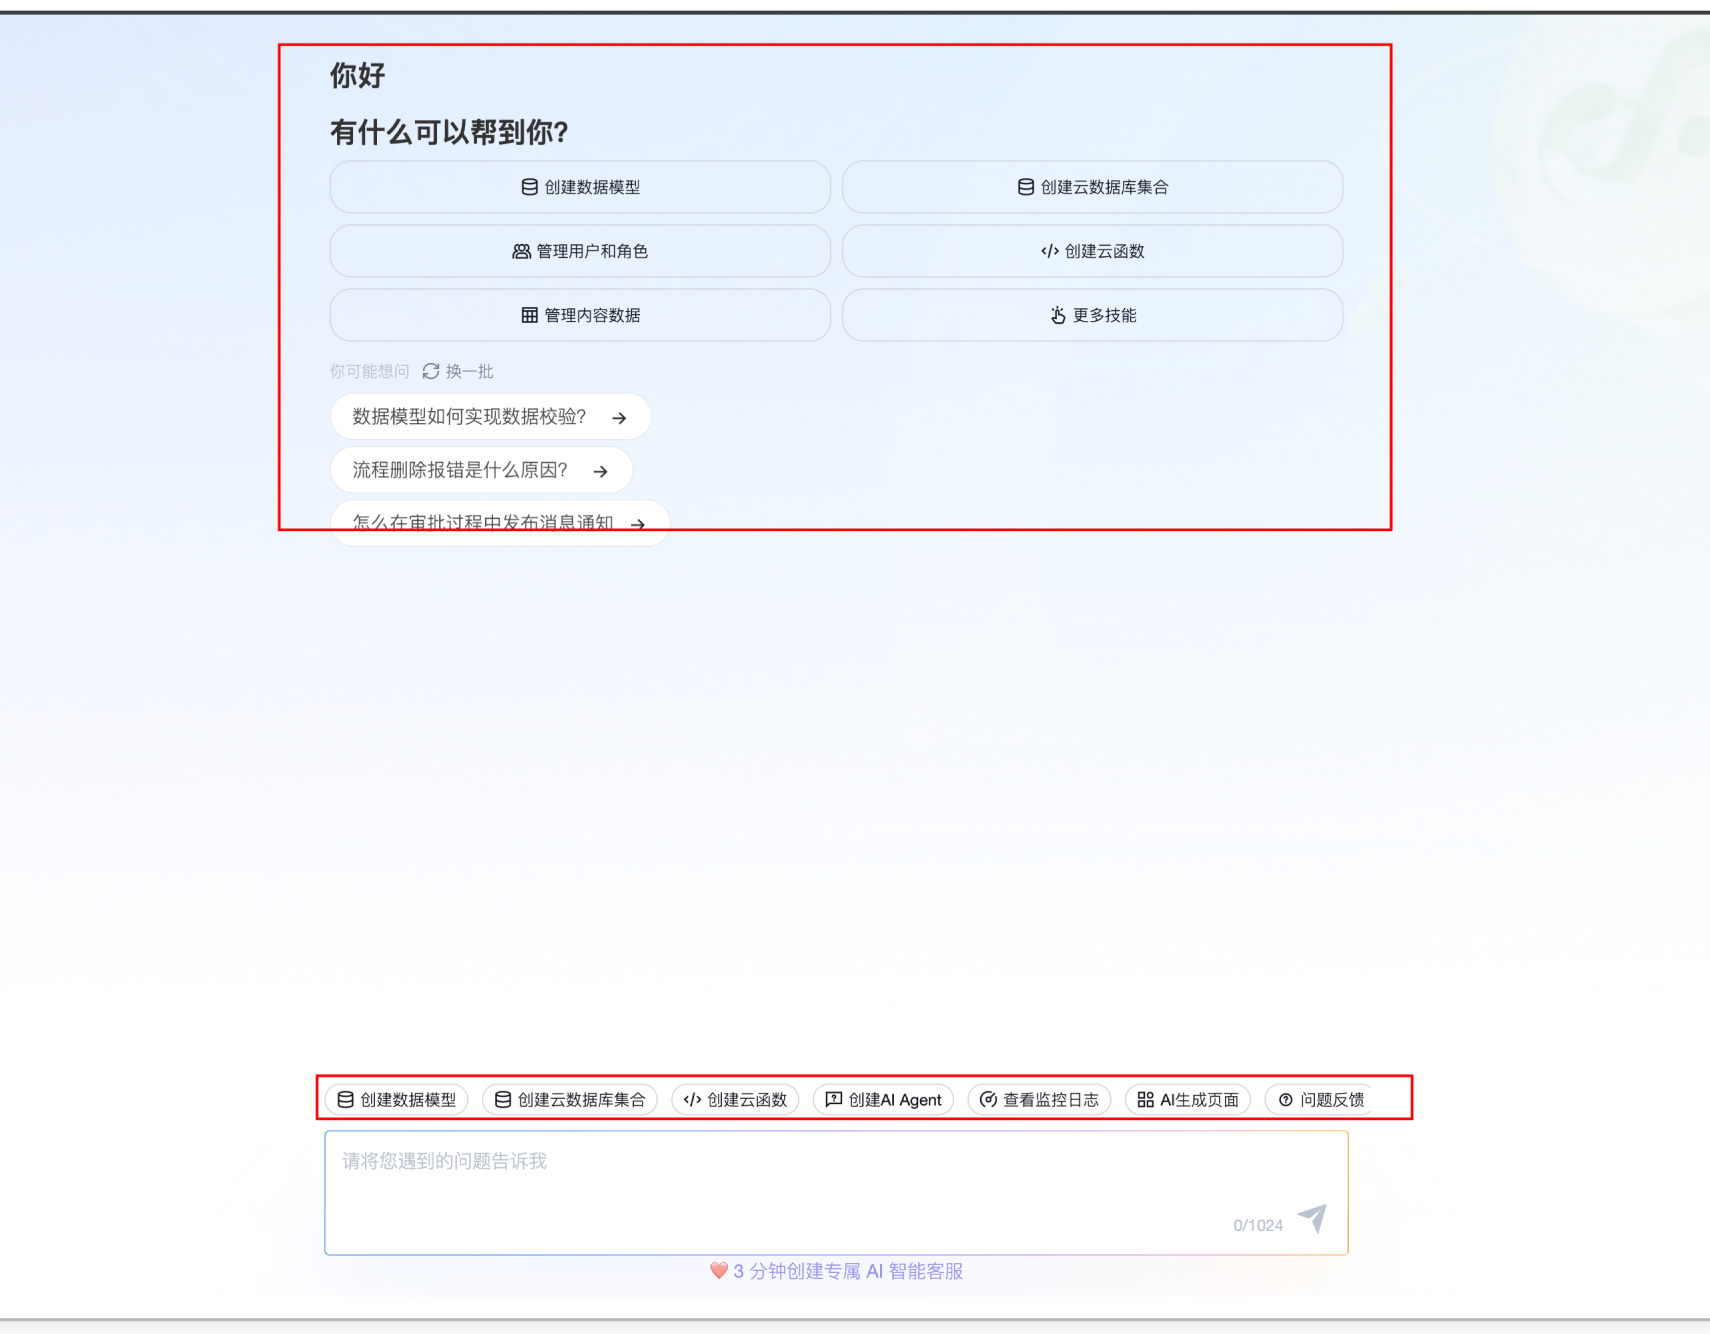 你好
有什么可以帮到你?
创建数据模型
创建云数据库集合
管理用户和角色
创建云函数
管理内容数据
更多技能
你可能想问 换一批
数据模型如何实现数据校验?
流程删除报错是什么原因?
怎么在审批过程中发布消息通知
创建数据模型 创建云数据库集合 创建云函数 创建AI Agent 查看监控日志 AI生成页面 问题反馈
请将您遇到的问题告诉我
0/1024
3 分钟创建专属 AI 智能客服